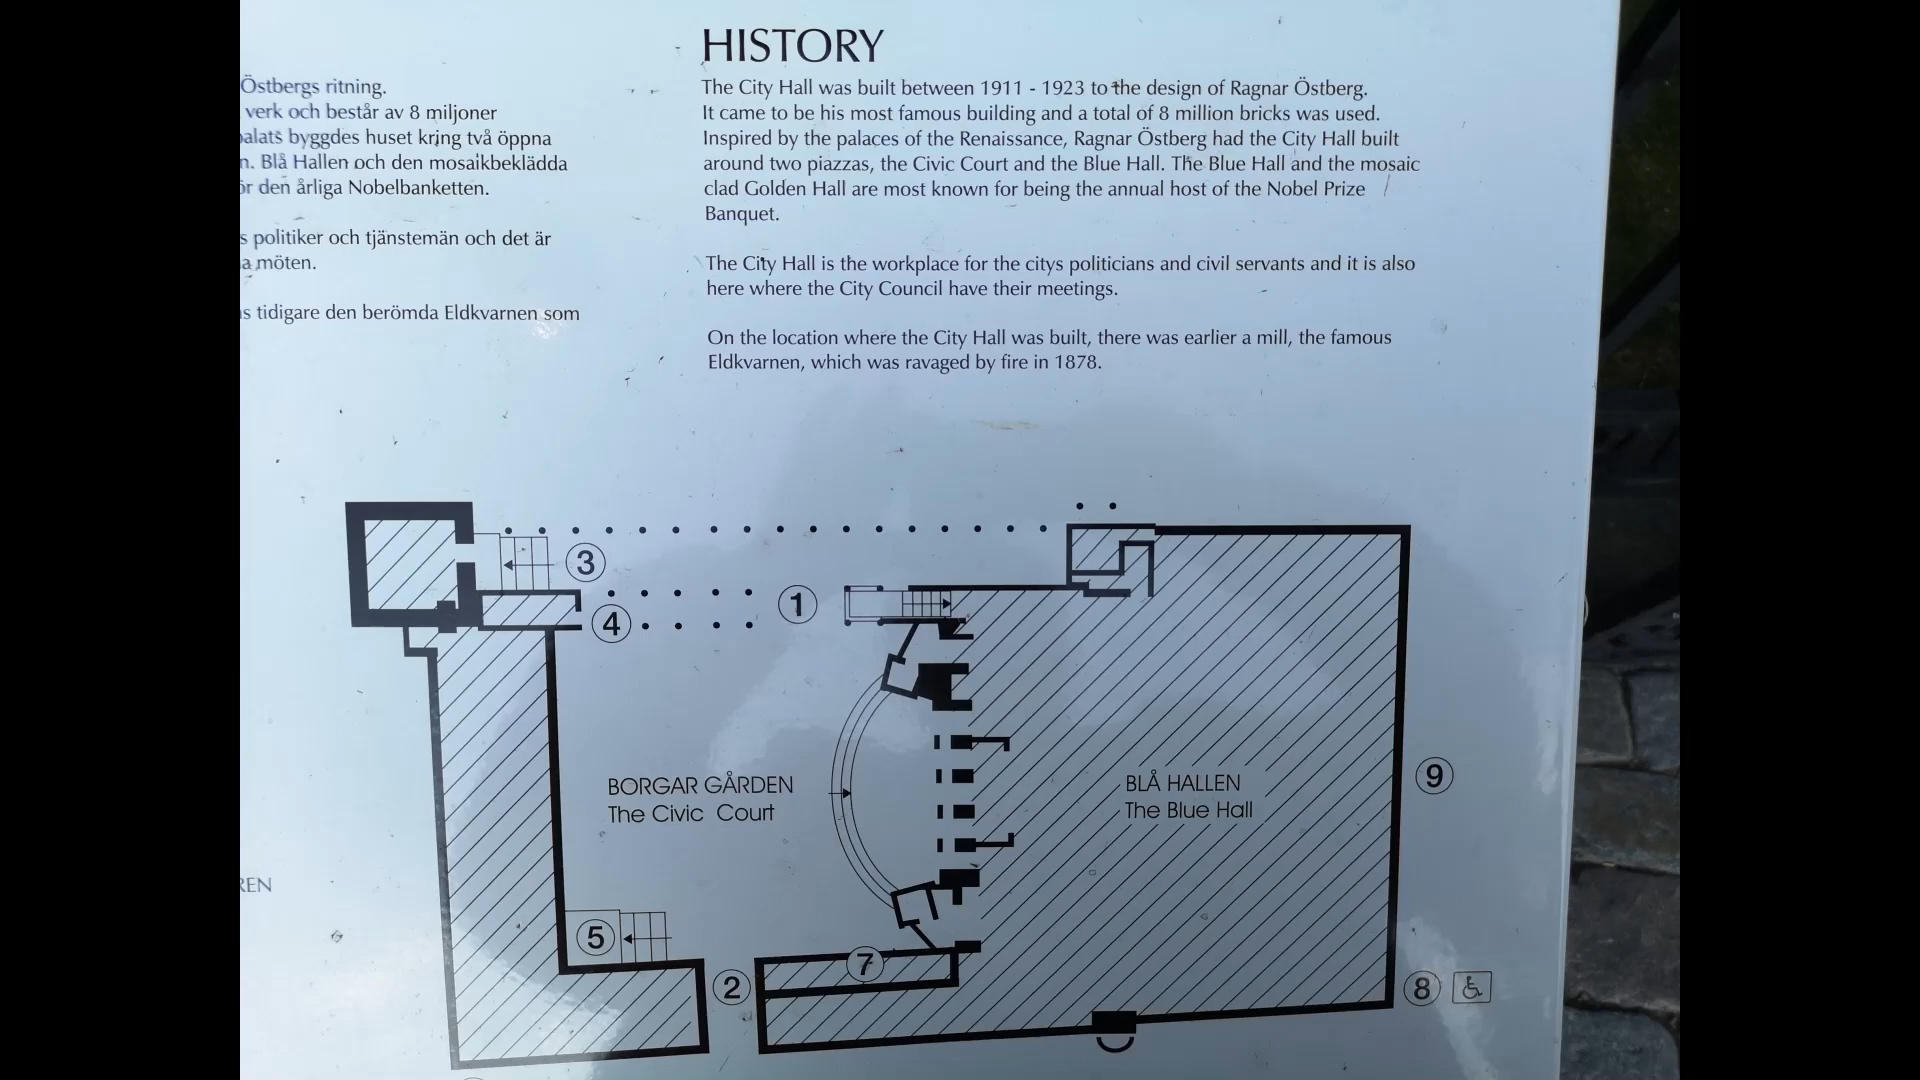 Östbergs ritning.
verk och består av 8 miljoner
byggdes huset kring två öppna
Blå Hallen och den mosaikbeklädda
den årliga Nobelbanketten.
politiker och tjänstemän och det är
möten.
tidigare den berömda Eldkvarnen som
HISTORY
The City Hall was built between 1911 - 1923 to the design of Ragnar Östberg.
It came to be his most famous building and a total of 8 million bricks was used.
Inspired by the palaces of the Renaissance, Ragnar Östberg had the City Hall built
around two piazzas, the Civic Court and the Blue Hall. The Blue Hall and the mosaic
clad Golden Hall are most known for being the annual host of the Nobel Prize
Banquet.
The City Hall is the workplace for the citys politicians and civil servants and it is also
here where the City Council have their meetings.
On the location where the City Hall was built, there was earlier a mill, the famous
Eldkvarnen, which was ravaged by fire in 1878.
3
1
4
BORGAR GÅRDEN
The Civic Court
BLÅ HALLEN
The Blue Hall
9
5
7
2
8